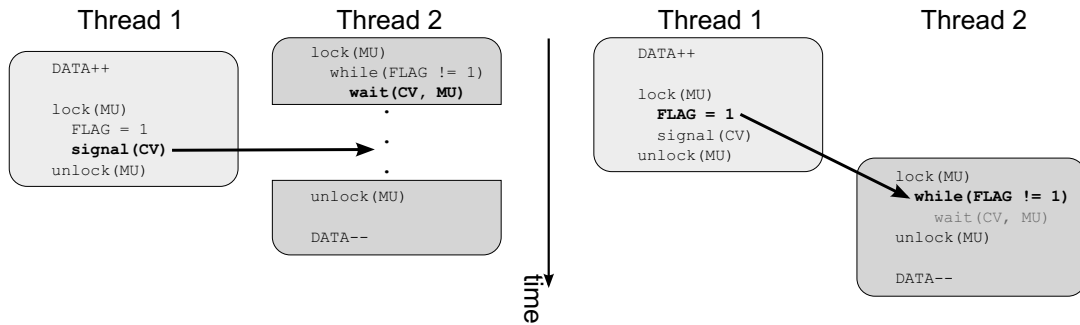 Thread 1
DATA++
lock(MU)
FLAG = 1
signal(CV)
unlock(MU)
Thread 2
lock(MU)
while(FLAG != 1)
wait(CV, MU)
.
.
.
.
unlock(MU)
DATA--
time
Thread 1
DATA++
lock(MU)
FLAG = 1
signal(CV)
unlock(MU)
Thread 2
lock(MU)
while(FLAG != 1)
wait(CV, MU)
unlock(MU)
DATA--